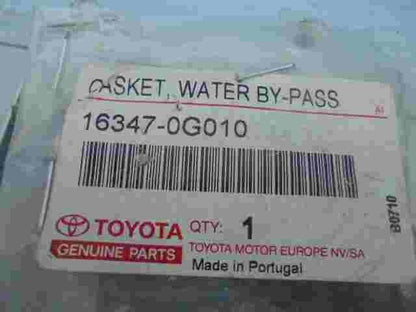 GASKET, WATER BY-PASS
A1
16347-0G010
TOYOTA QTY: 1
GENUINE PARTS TOYOTA MOTOR EUROPE NV/SA
Made in Portugal
B0710